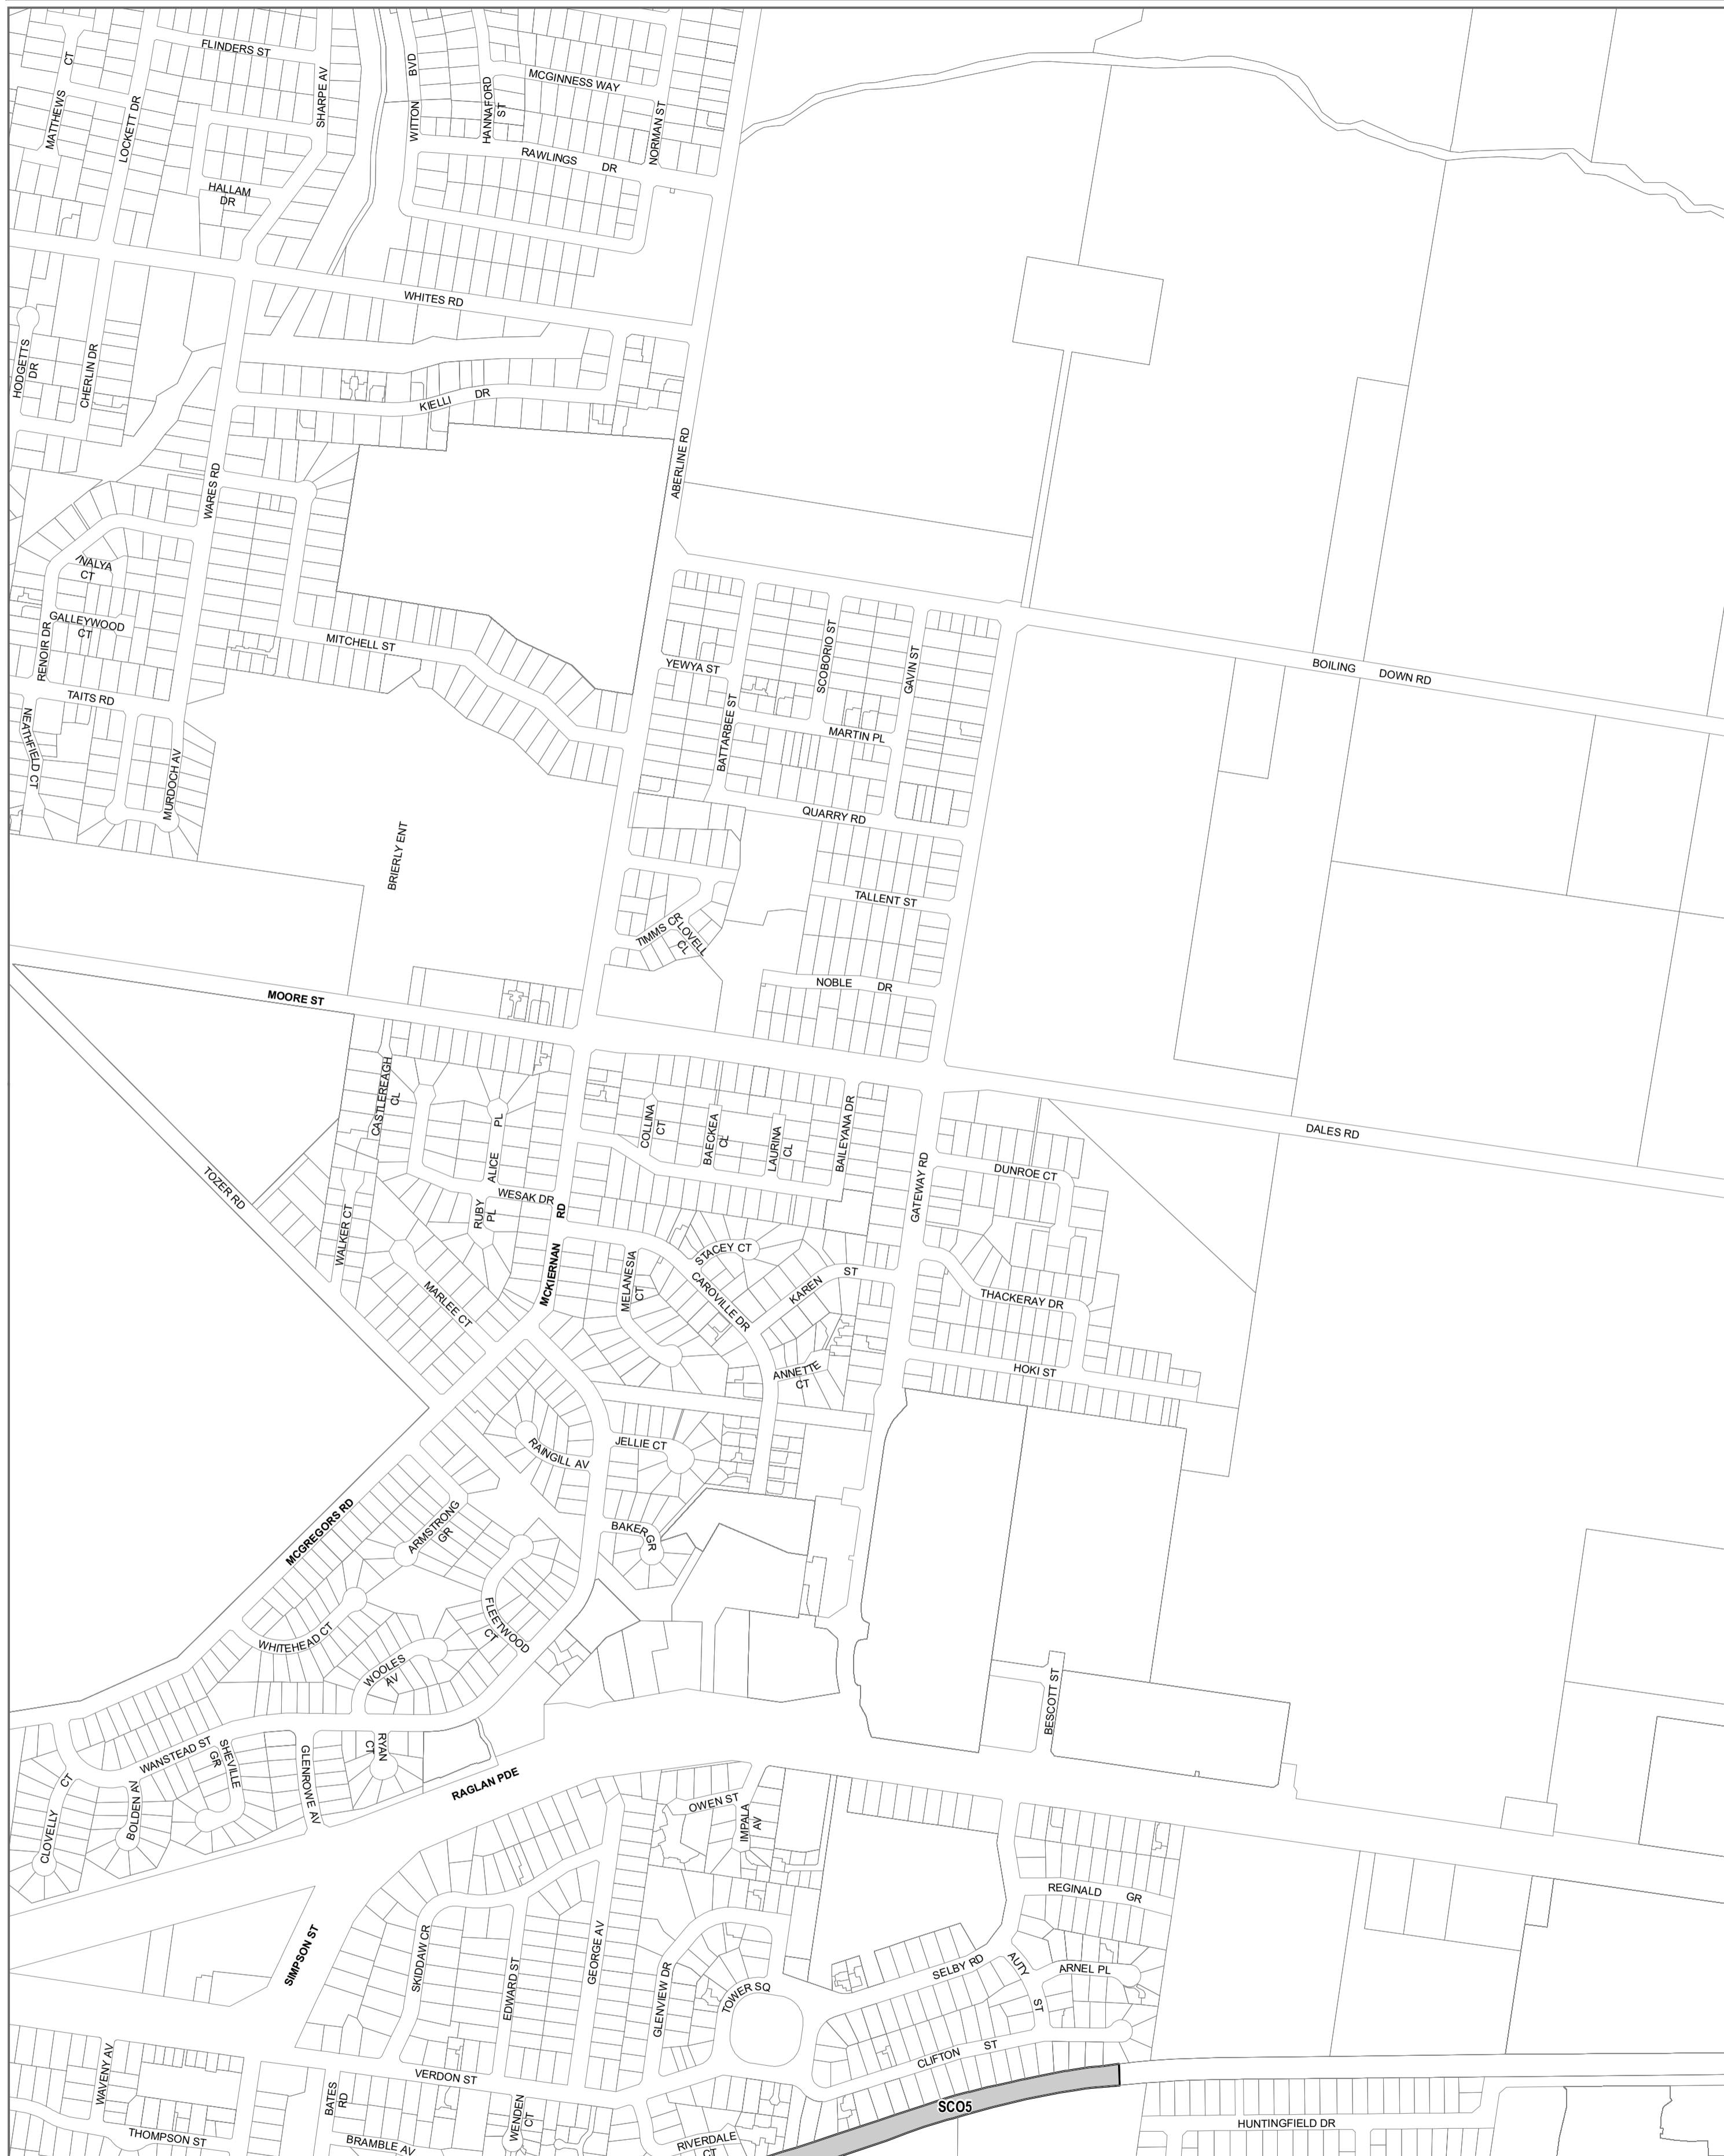 FLINDERS ST
MATTHEWS CT
LOCKETT DR
SHARPE AV
WITTON BVD
HANNAFORD ST
MCGINNESS WAY
NORMAN ST
RAWLINGS DR
HALLAM DR
WHITES RD
HODGETTS DR
CHERLIN DR
KIELLI DR
ABERLINE RD
WARES RD
NALYA CT
GALLEYWOOD CT
RENOIR DR
MITCHELL ST
TAITS RD
NEATHFIELD CT
MURDOCH AV
YEWYA ST
SCOBORIO ST
GAVIN ST
BATTARBEE ST
MARTIN PL
BOILING DOWN RD
QUARRY RD
BRIERLY ENT
TALLENT ST
TIMMS CR
LOVELL CL
NOBLE DR
MOORE ST
CASTLEREAGH CL
ALICE PL
COLLINA CT
BAECKEA CL
LAURINA CL
BAILEYANA DR
DALES RD
DUNROE CT
GATEWAY RD
TOZER RD
WESAK DR
RUBY PL
WALKER CT
MCKIERNAN RD
STACEY CT
MELANESIA CT
CAROVILLE DR
KAREN ST
MARLEE CT
THACKERAY DR
HOKI ST
ANNETTE CT
RAINGILL AV
JELLIE CT
MCGREGORS RD
ARMSTRONG GR
BAKER GR
FLEETWOOD CT
WHITEHEAD CT
WOOLES AV
BESCOTT ST
WANSTEAD ST
SHEVILLE GR
GLENROWE AV
RYAN CT
RAGLAN PDE
CLOVELLY CT
BOLDEN AV
OWEN ST
IMPALA AV
REGINALD GR
SIMPSON ST
SKIDDAW CR
EDWARD ST
GEORGE AV
GLENVIEW DR
TOWER SQ
SELBY RD
AUTY ST
ARNEL PL
CLIFTON ST
WAVENY AV
VERDON ST
BATES RD
WENDEN CT
SCO5
THOMPSON ST
BRAMBLE AV
RIVERDALE CT
HUNTINGFIELD DR